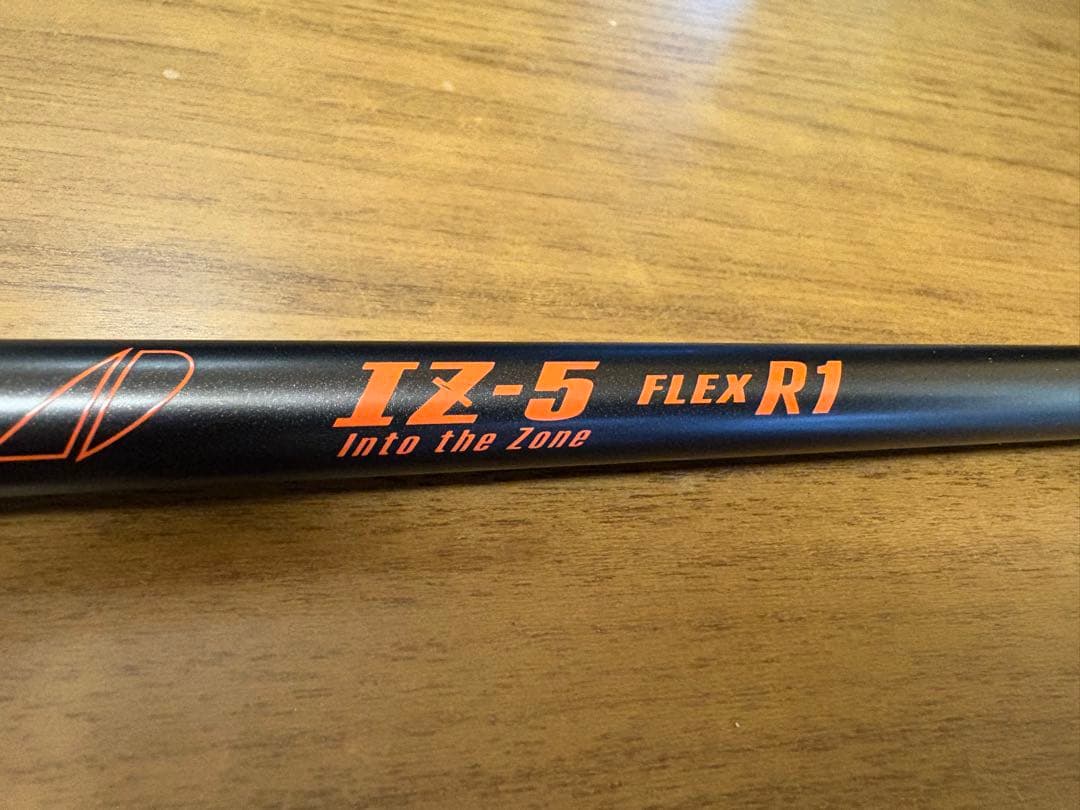 IZ-5 FLEX R1
Into the Zone